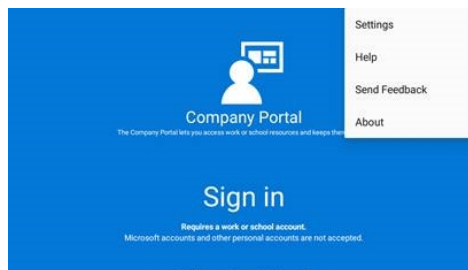 Settings
Help
Send Feedback
About
Company Portal
The Company Portal lets you access work or school resources and keeps
Sign in
Requires a work or school account.
Microsoft accounts and other personal accounts are not accepted.